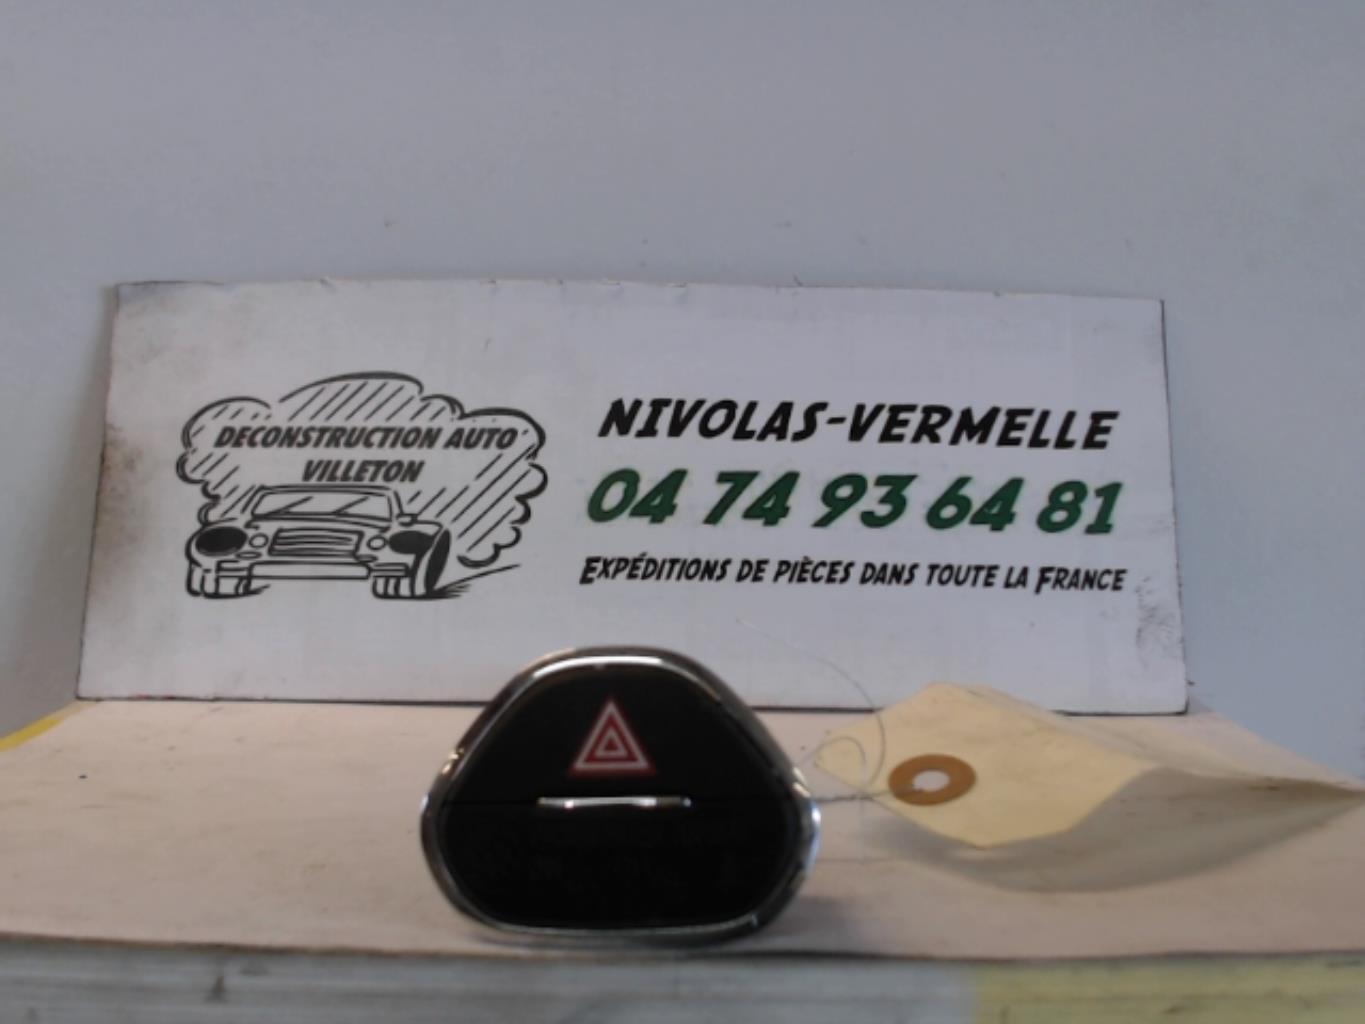 DECONSTRUCTION AUTO
VILLETON
NIVOLAS-VERMELLE
04 74 93 64 81
EXPÉDITIONS DE PIÈCES DANS TOUTE LA FRANCE